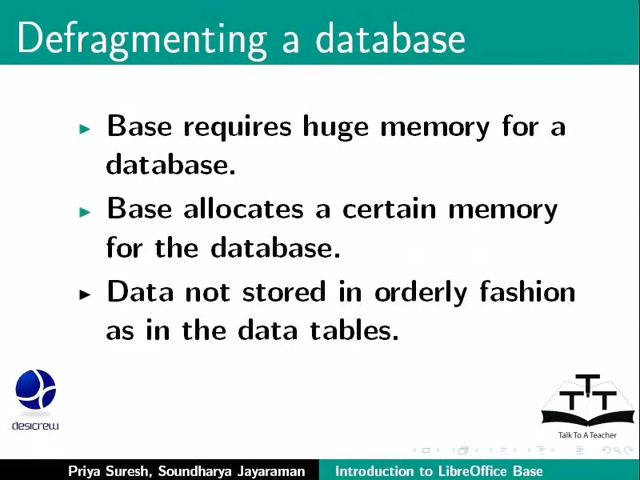 Defragmenting a database
Base requires huge memory for a
database.
Base allocates a certain memory
for the database.
Data not stored in orderly fashion
as in the data tables.
desicrew
T T T
Talk To A Teacher
Priya Suresh, Soundharya Jayaraman
Introduction to LibreOffice Base